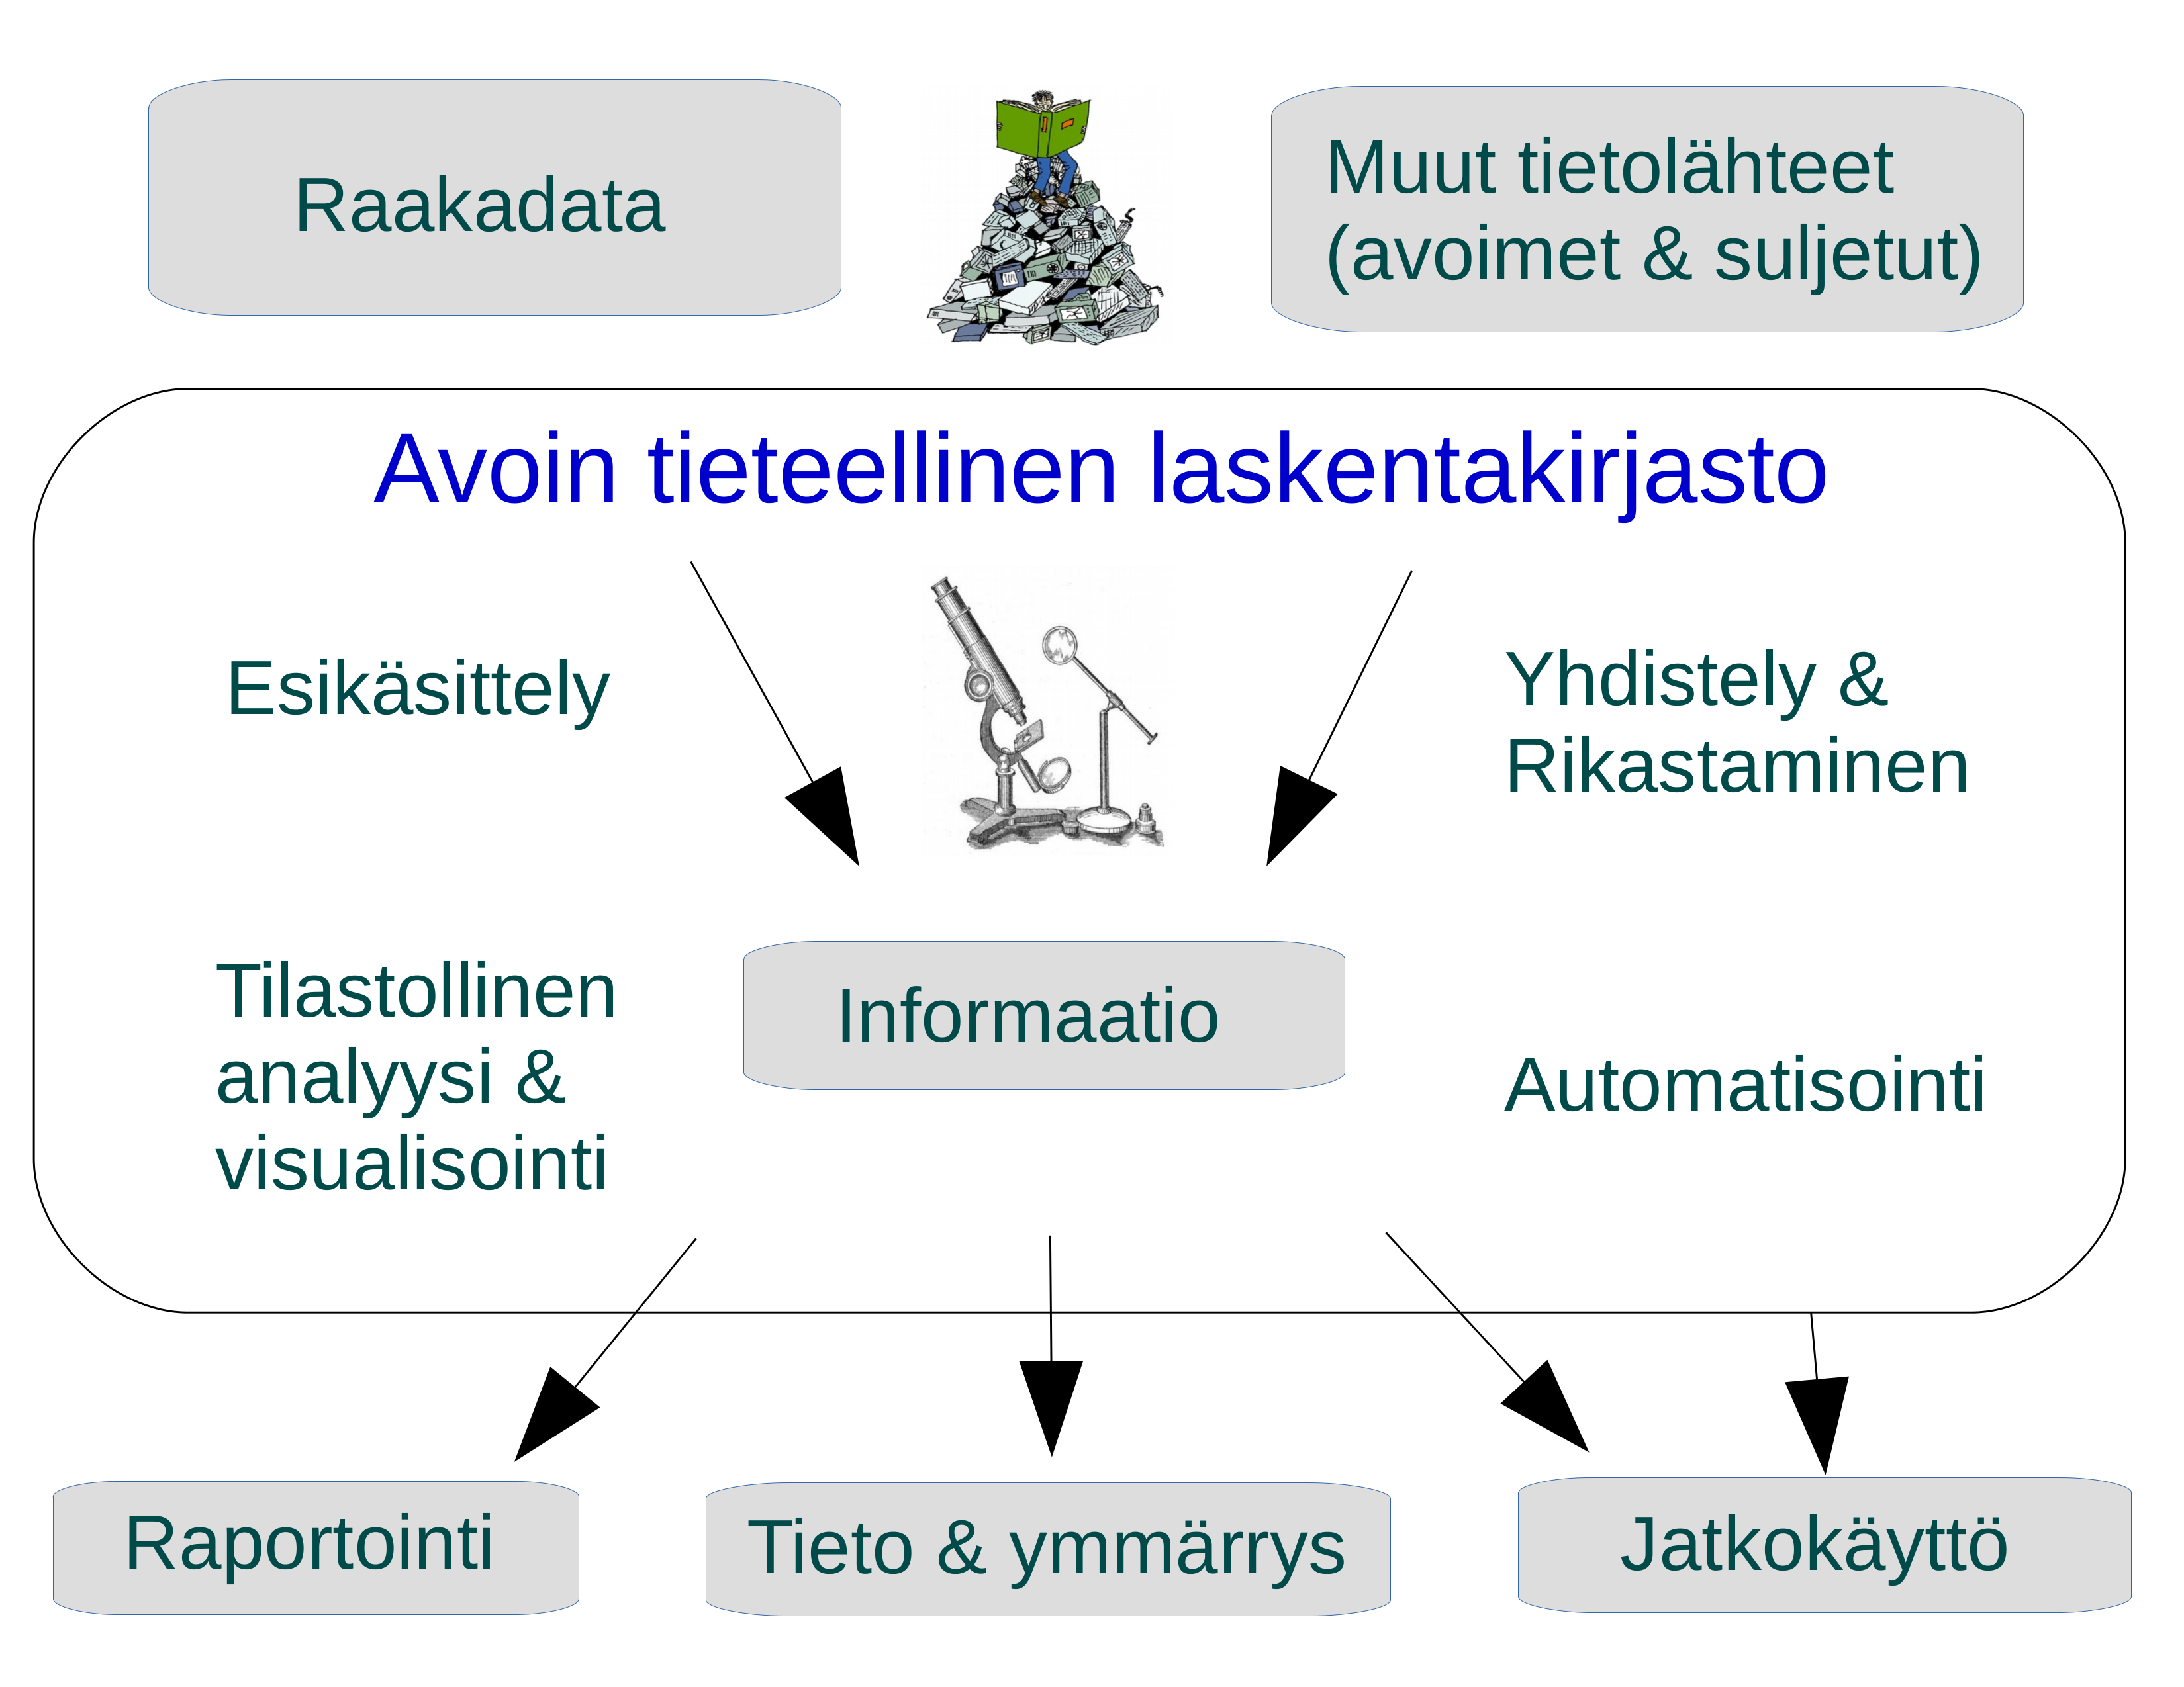 Raakadata
Muut tietolähteet
(avoimet & suljetut)
Avoin tieteellinen laskentakirjasto
Esikäsittely
Yhdistely &
Rikastaminen
Tilastollinen
analyysi &
visualisointi
Informaatio
Automatisointi
Raportointi
Tieto & ymmärrys
Jatkokäyttö